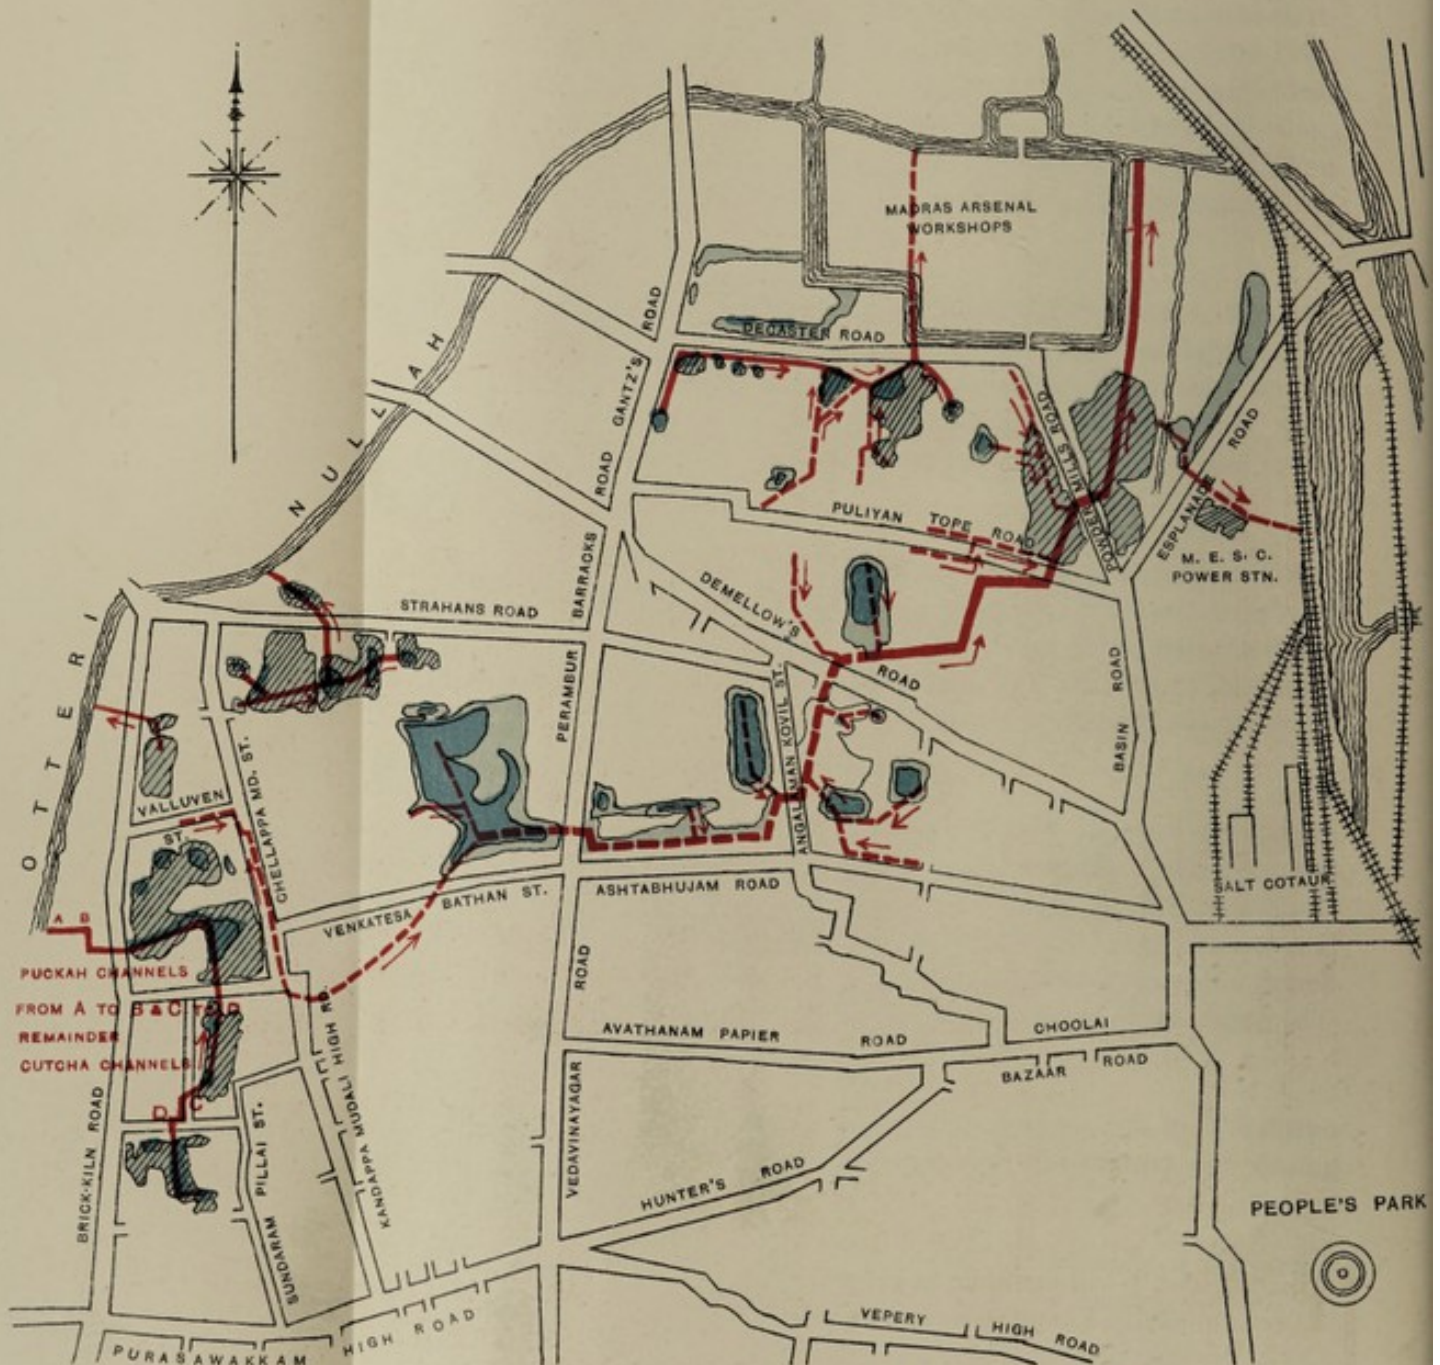 MADRAS ARSENAL
WORKSHOPS
DECASTER ROAD
GANTZ'S ROAD
MILLS ROAD
POWDER
ESPLANADE ROAD
PULIYAN TOPE ROAD
M. E. S. C.
POWER STN.
DEMELLOW'S ROAD
STRAHANS ROAD
PERAMBUR BARRACKS ROAD
OTTERI NULLAH
BASIN ROAD
ANGALAMAN KOVIL ST.
VALLUVEN
ST.
CHELLAPPA MD. ST.
VENKATESA BATHAN ST.
ASHTABHUJAM ROAD
SALT COTAUR
A B
PUCKAH CHANNELS
FROM A TO B & C TO D
REMAINDER
CUTCHA CHANNELS
D C
AVATHANAM PAPIER ROAD
CHOOLAI
BAZAAR ROAD
VEDAVINAYAGAR ROAD
HUNTER'S ROAD
BRICK-KILN ROAD
SUNDARAM PILLAI ST.
KANDAPPA MUDALI HIGH RD.
PEOPLE'S PARK
PURASAWAKKAM HIGH ROAD
VEPERY HIGH ROAD